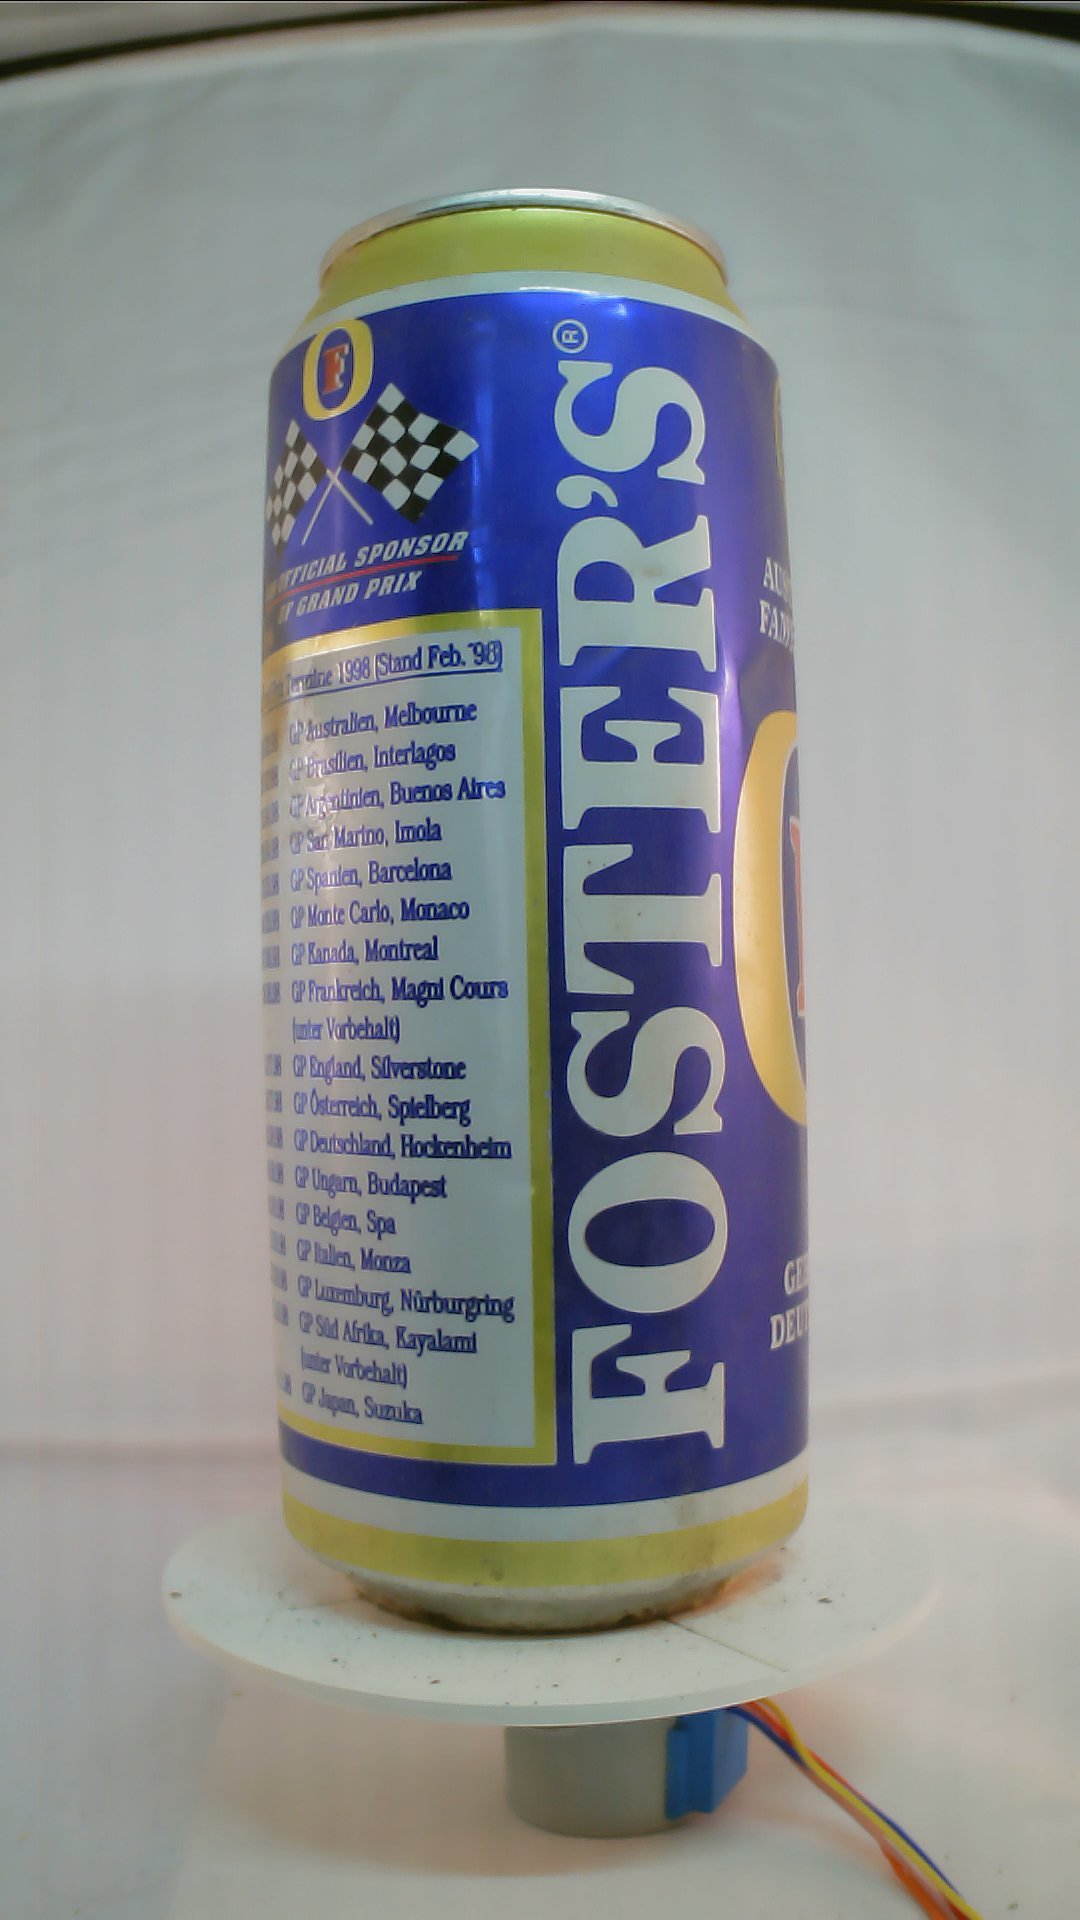 F
OFFICIAL SPONSOR
OF GRAND PRIX
Termine 1998 (Stand Feb. '98)
GP Australien, Melbourne
GP Brasilien, Interlagos
GP Argentinien, Buenos Aires
GP San Marino, Imola
GP Spanien, Barcelona
GP Monte Carlo, Monaco
GP Kanada, Montreal
GP Frankreich, Magni Cours
(unter Vorbehalt)
GP England, Silverstone
GP Österreich, Spielberg
GP Deutschland, Hockenheim
GP Ungarn, Budapest
GP Belgien, Spa
GP Italien, Monza
GP Luxemburg, Nürburgring
GP Süd Afrika, Kayalami
(unter Vorbehalt)
GP Japan, Suzuka
FOSTER'S®